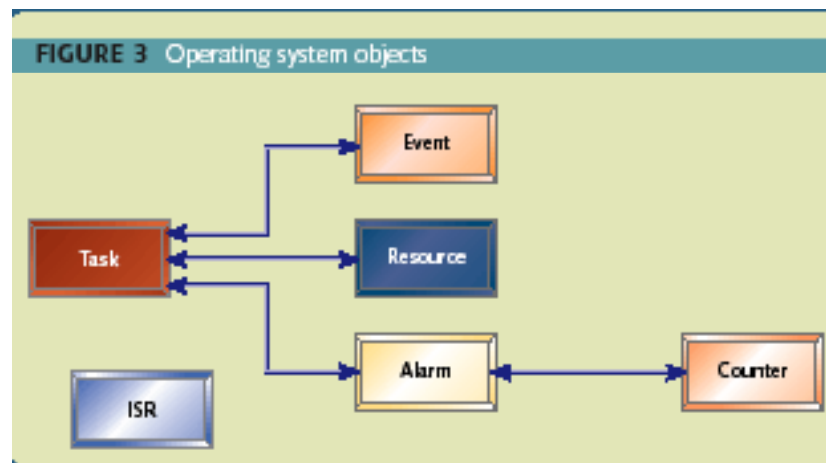 FIGURE 3 Operating system objects
Event
Task
Resource
Alarm
Counter
ISR